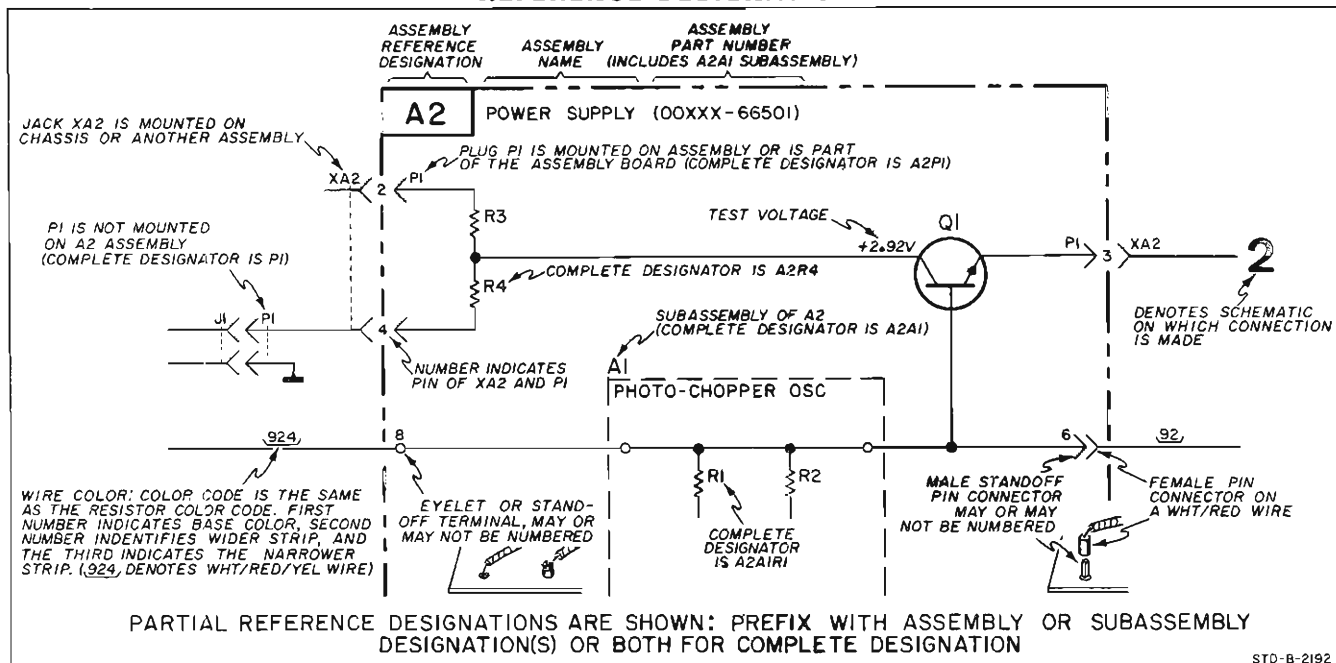 ASSEMBLY
REFERENCE
DESIGNATION
ASSEMBLY
NAME
ASSEMBLY
PART NUMBER
(INCLUDES A2A1 SUBASSEMBLY)
A2
POWER SUPPLY (00XXX-66501)
JACK XA2 IS MOUNTED ON
CHASSIS OR ANOTHER ASSEMBLY
PLUG P1 IS MOUNTED ON ASSEMBLY OR IS PART
OF THE ASSEMBLY BOARD (COMPLETE DESIGNATOR IS A2P1)
XA2
2
P1
R3
TEST VOLTAGE
+2.92V
Q1
P1
3
XA2
2
P1 IS NOT MOUNTED
ON A2 ASSEMBLY
(COMPLETE DESIGNATOR IS P1)
R4
COMPLETE DESIGNATOR IS A2R4
DENOTES SCHEMATIC
ON WHICH CONNECTION
IS MADE
J1
P1
4
SUBASSEMBLY OF A2
(COMPLETE DESIGNATOR IS A2A1)
NUMBER INDICATES
PIN OF XA2 AND P1
A1
PHOTO-CHOPPER OSC
924
8
6
92
R1
R2
WIRE COLOR: COLOR CODE IS THE SAME
AS THE RESISTOR COLOR CODE. FIRST
NUMBER INDICATES BASE COLOR, SECOND
NUMBER INDENTIFIES WIDER STRIP, AND
THE THIRD INDICATES THE NARROWER
STRIP. (924 DENOTES WHT/RED/YEL WIRE)
EYELET OR STAND-
OFF TERMINAL, MAY OR
MAY NOT BE NUMBERED
COMPLETE
DESIGNATOR
IS A2A1R1
MALE STANDOFF
PIN CONNECTOR
MAY OR MAY
NOT BE NUMBERED
FEMALE PIN
CONNECTOR ON
A WHT/RED WIRE
PARTIAL REFERENCE DESIGNATIONS ARE SHOWN: PREFIX WITH ASSEMBLY OR SUBASSEMBLY
DESIGNATION(S) OR BOTH FOR COMPLETE DESIGNATION
STD-B-2192